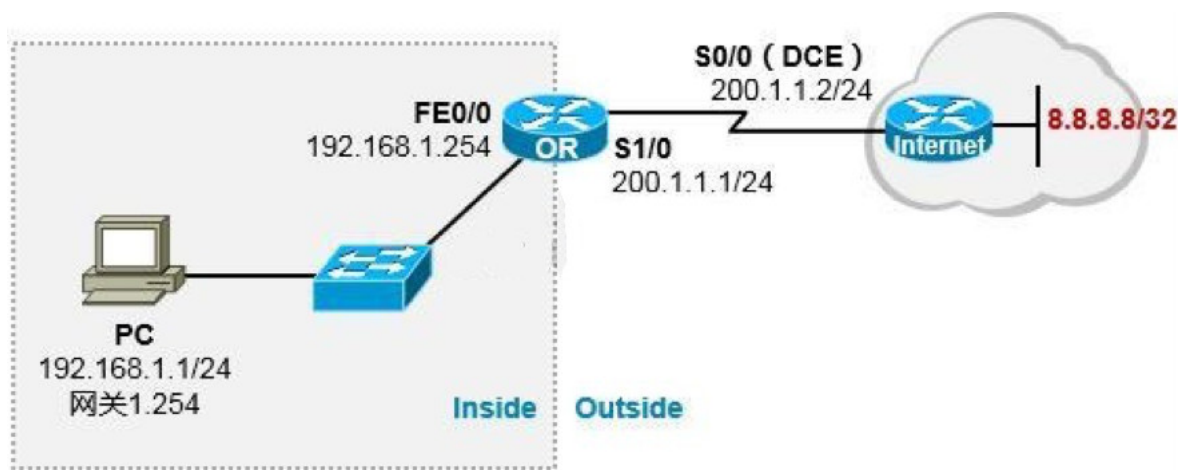 S0/0（DCE）
200.1.1.2/24
FE0/0
192.168.1.254
OR
S1/0
200.1.1.1/24
Internet
8.8.8.8/32
PC
192.168.1.1/24
网关1.254
Inside
Outside